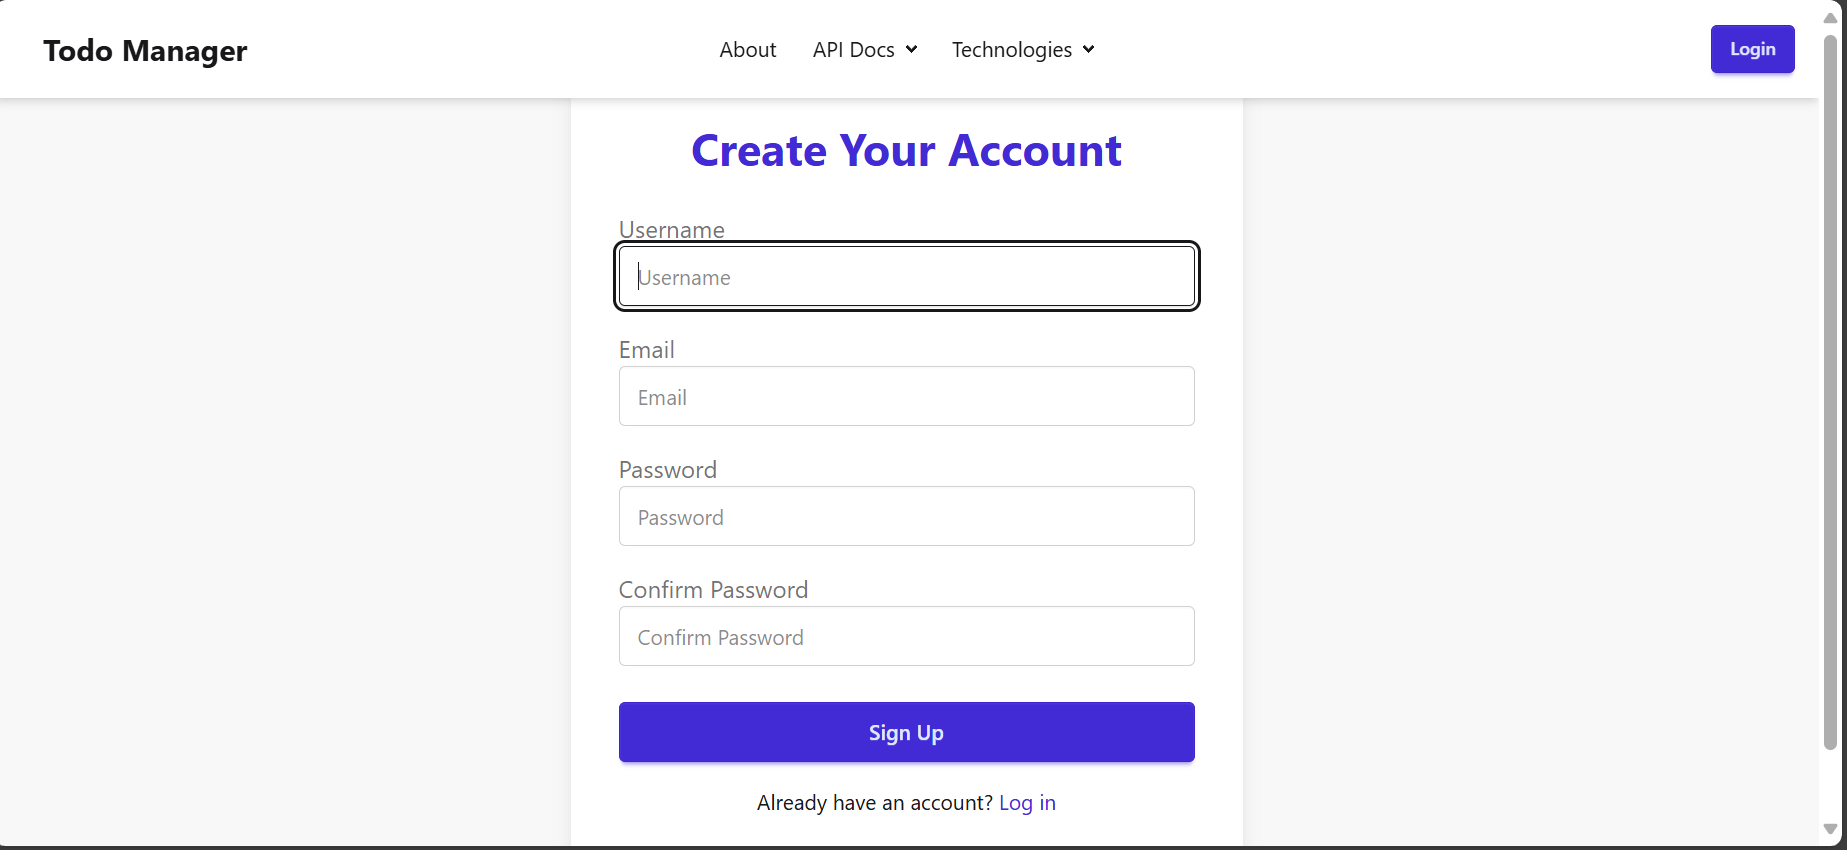 Todo Manager
About
API Docs
Technologies
Login
Create Your Account
Username
Username
Email
Email
Password
Password
Confirm Password
Confirm Password
Sign Up
Already have an account? Log in